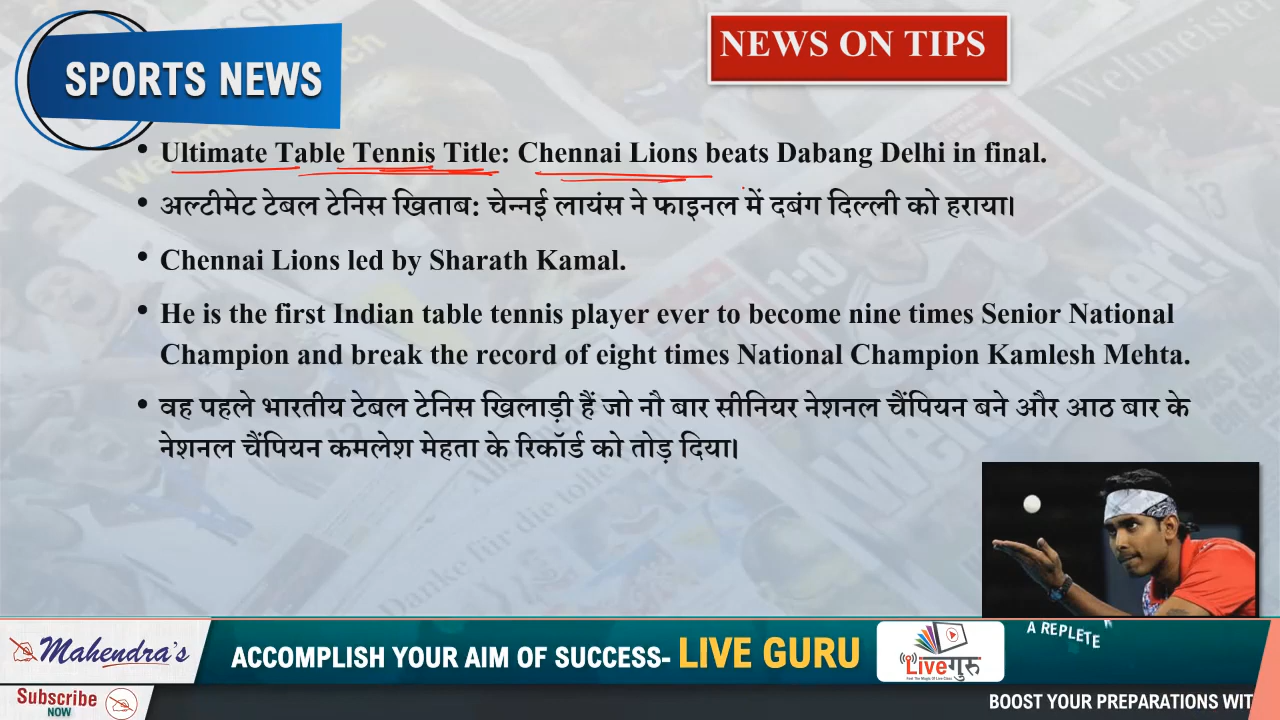 SPORTS NEWS
NEWS ON TIPS
• Ultimate Table Tennis Title: Chennai Lions beats Dabang Delhi in final.
• अल्टीमेट टेबल टेनिस खिताब: चेन्नई लायंस ने फाइनल में दबंग दिल्ली को हराया।
• Chennai Lions led by Sharath Kamal.
• He is the first Indian table tennis player ever to become nine times Senior National
Champion and break the record of eight times National Champion Kamlesh Mehta.
• वह पहले भारतीय टेबल टेनिस खिलाड़ी हैं जो नौ बार सीनियर नेशनल चैंपियन बने और आठ बार के
नेशनल चैंपियन कमलेश मेहता के रिकॉर्ड को तोड़ दिया।
Mahendra's
ACCOMPLISH YOUR AIM OF SUCCESS- LIVE GURU
Live गुरु
A REPLETE
Subscribe
NOW
BOOST YOUR PREPARATIONS WIT